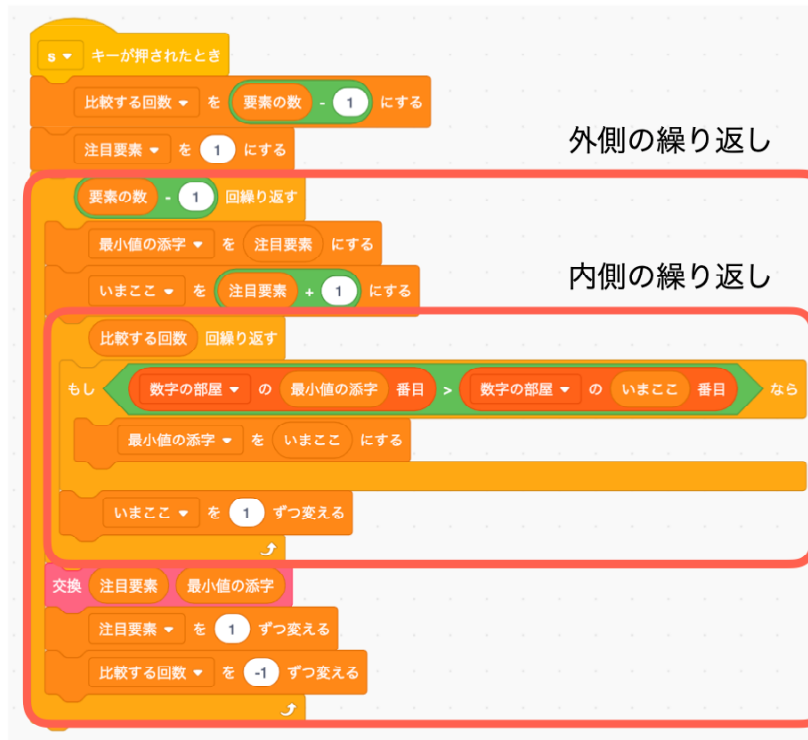 s キーが押されたとき
比較する回数 を 要素の数 - 1 にする
注目要素 を 1 にする
外側の繰り返し
要素の数 - 1 回繰り返す
最小値の添字 を 注目要素 にする
いまここ を 注目要素 + 1 にする
内側の繰り返し
比較する回数 回繰り返す
もし 数字の部屋 の 最小値の添字 番目 > 数字の部屋 の いまここ 番目 なら
最小値の添字 を いまここ にする
いまここ を 1 ずつ変える
交換 注目要素 最小値の添字
注目要素 を 1 ずつ変える
比較する回数 を -1 ずつ変える